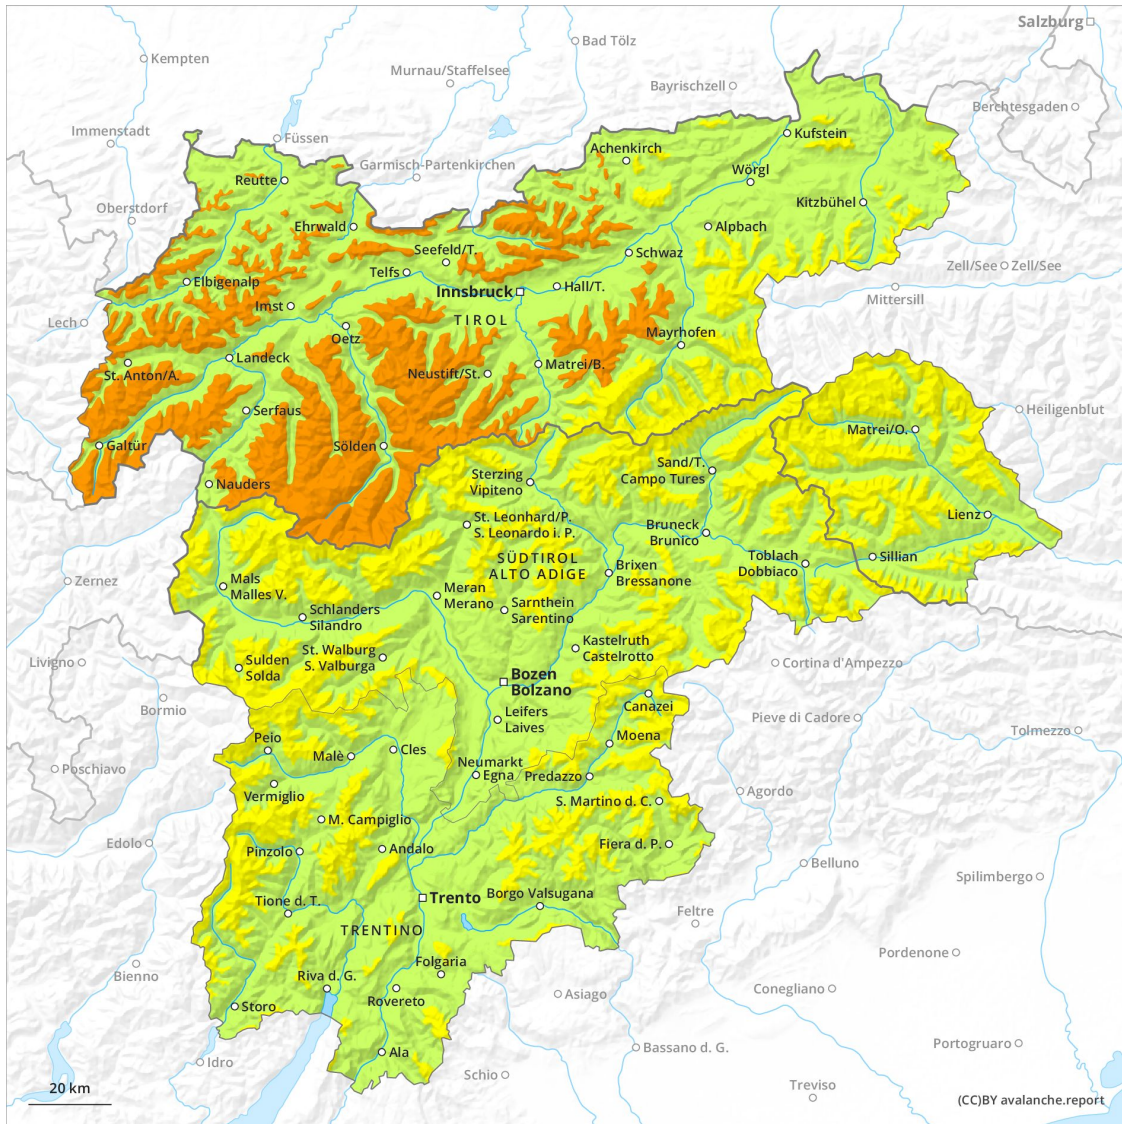 Salzburg
Bad Tölz
Kempten
Murnau/Staffelsee
Bayrischzell
Berchtesgaden
Immenstadt
Füssen
Kufstein
Achenkirch
Garmisch-Partenkirchen
Wörgl
Reutte
Oberstdorf
Kitzbühel
Ehrwald
Alpbach
Seefeld/T.
Schwaz
Telfs
Zell/See
Zell/See
Elbigenalp
Innsbruck
Hall/T.
Mittersill
Imst
TIROL
Lech
Oetz
Mayrhofen
Landeck
Matrei/B.
St. Anton/A.
Neustift/St.
Serfaus
Heiligenblut
Matrei/O.
Galtür
Sölden
Sand/T.
Campo Tures
Sterzing
Vipiteno
Nauders
Lienz
St. Leonhard/P.
S. Leonardo i. P.
Bruneck
Brunico
SÜDTIROL
ALTO ADIGE
Toblach
Dobbiaco
Sillian
Brixen
Bressanone
Zernez
Mals
Malles V.
Meran
Merano
Sarnthein
Sarentino
Schlanders
Silandro
Kastelruth
Castelrotto
St. Walburg
S. Valburga
Livigno
Sulden
Solda
Cortina d'Ampezzo
Bozen
Bolzano
Bormio
Canazei
Leifers
Laives
Pieve di Cadore
Tolmezzo
Peio
Moena
Malè
Cles
Neumarkt
Egna
Predazzo
Poschiavo
Vermiglio
Agordo
S. Martino d. C.
M. Campiglio
Edolo
Pinzolo
Andalo
Fiera d. P.
Belluno
Spilimbergo
Trento
Borgo Valsugana
Tione d. T.
Feltre
TRENTINO
Pordenone
Folgaria
Bienno
Riva d. G.
Conegliano
Asiago
Rovereto
Storo
Portogruaro
Bassano d. G.
Ala
Idro
Schio
Treviso
20 km
(CC)BY avalanche.report